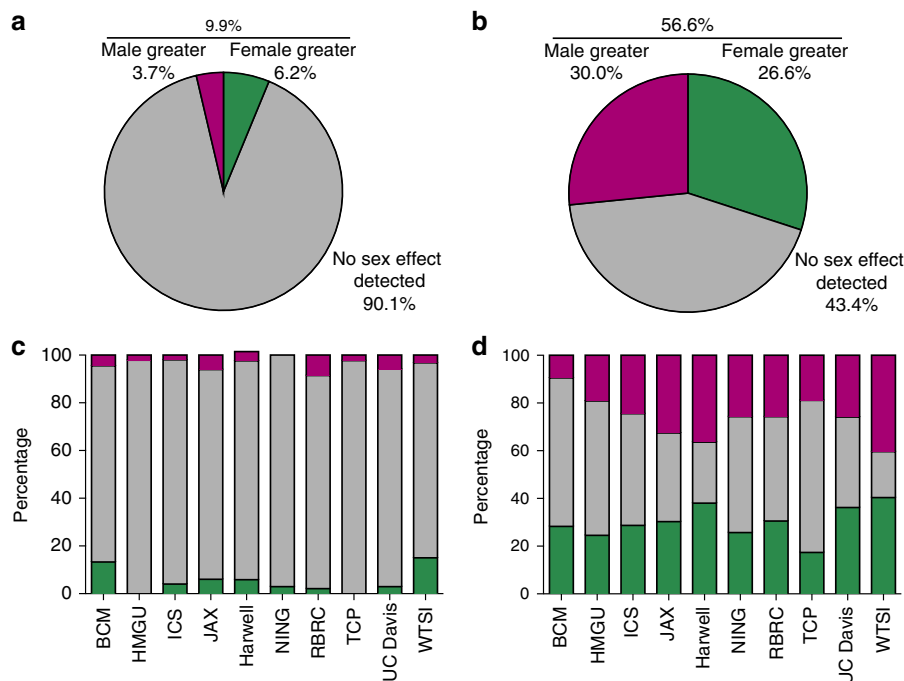 a
9.9%
Male greater
3.7%
Female greater
6.2%
No sex effect
detected
90.1%
b
56.6%
Male greater
30.0%
Female greater
26.6%
No sex effect
detected
43.4%
c
Percentage
100
80
60
40
20
0
BCM
HMGU
ICS
JAX
Harwell
NING
RBRC
TCP
UC Davis
WTSI
d
Percentage
100
80
60
40
20
0
BCM
HMGU
ICS
JAX
Harwell
NING
RBRC
TCP
UC Davis
WTSI